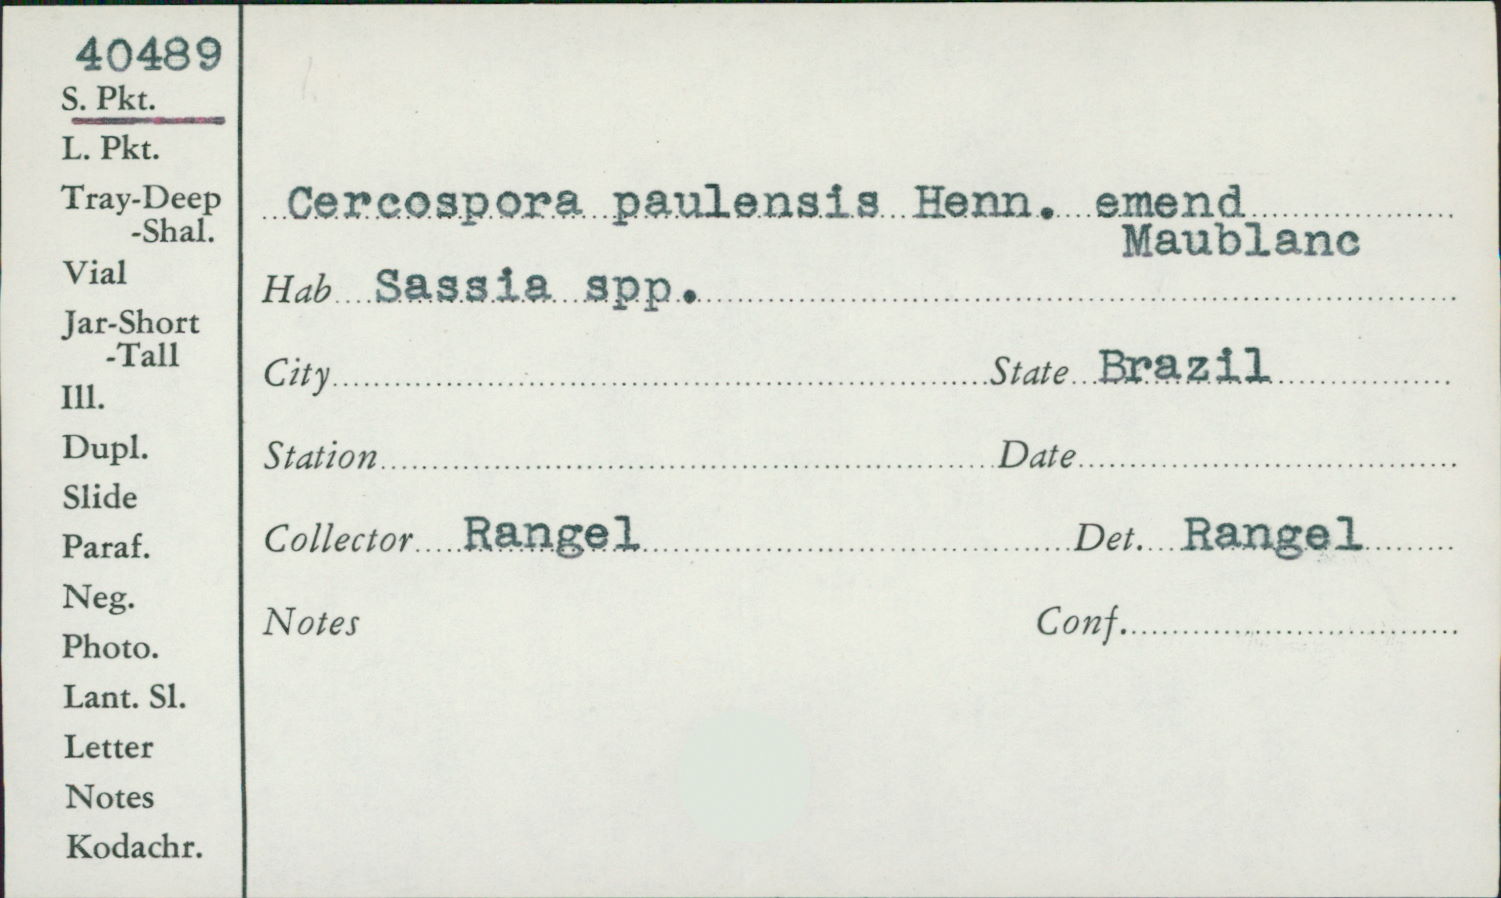 40489
S. Pkt.
L. Pkt.
Tray-Deep
-Shal.
Vial
Jar-Short
-Tall
Ill.
Dupl.
Slide
Paraf.
Neg.
Photo.
Lant. Sl.
Letter
Notes
Kodachr.
Cercospora paulensis Henn. emend
Maublanc
Hab Sassia spp.
City State Brazil
Station Date
Collector Rangel Det. Rangel
Notes Conf.